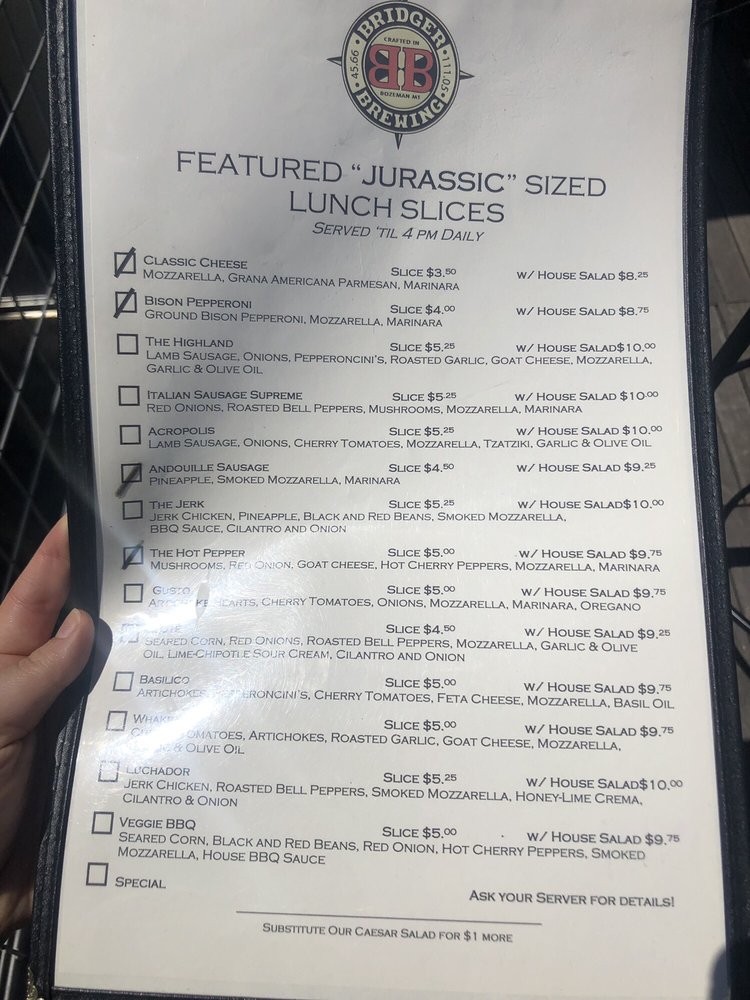 BRIDGER
CRAFTED IN
45.66 BB 111.05
BOZEMAN MT
BREWING
FEATURED "JURASSIC" SIZED
LUNCH SLICES
SERVED 'TIL 4 PM DAILY
CLASSIC CHEESE SLICE $3.50 W/ HOUSE SALAD $8.25
MOZZARELLA, GRANA AMERICANA PARMESAN, MARINARA
BISON PEPPERONI SLICE $4.00 W/ HOUSE SALAD $8.75
GROUND BISON PEPPERONI, MOZZARELLA, MARINARA
THE HIGHLAND SLICE $5.25 W/ HOUSE SALAD$10.00
LAMB SAUSAGE, ONIONS, PEPPERONCINI'S, ROASTED GARLIC, GOAT CHEESE, MOZZARELLA,
GARLIC & OLIVE OIL
ITALIAN SAUSAGE SUPREME SLICE $5.25 W/ HOUSE SALAD $10.00
RED ONIONS, ROASTED BELL PEPPERS, MUSHROOMS, MOZZARELLA, MARINARA
ACROPOLIS SLICE $5.25 W/ HOUSE SALAD $10.00
LAMB SAUSAGE, ONIONS, CHERRY TOMATOES, MOZZARELLA, TZATZIKI, GARLIC & OLIVE OIL
ANDOUILLE SAUSAGE SLICE $4.50 W/ HOUSE SALAD $9.25
PINEAPPLE, SMOKED MOZZARELLA, MARINARA
THE JERK SLICE $5.25 W/ HOUSE SALAD$10.00
JERK CHICKEN, PINEAPPLE, BLACK AND RED BEANS, SMOKED MOZZARELLA,
BBQ SAUCE, CILANTRO AND ONION
THE HOT PEPPER SLICE $5.00 W/ HOUSE SALAD $9.75
MUSHROOMS, RED ONION, GOAT CHEESE, HOT CHERRY PEPPERS, MOZZARELLA, MARINARA
GUSTO SLICE $5.00 W/ HOUSE SALAD $9.75
ARTICHOKE HEARTS, CHERRY TOMATOES, ONIONS, MOZZARELLA, MARINARA, OREGANO
SLICE $4.50 W/ HOUSE SALAD $9.25
SEARED CORN, RED ONIONS, ROASTED BELL PEPPERS, MOZZARELLA, GARLIC & OLIVE
OIL, LIME-CHIPOTLE SOUR CREAM, CILANTRO AND ONION
BASILICO SLICE $5.00 W/ HOUSE SALAD $9.75
ARTICHOKES, PEPPERONCINI'S, CHERRY TOMATOES, FETA CHEESE, MOZZARELLA, BASIL OIL
SLICE $5.00 W/ HOUSE SALAD $9.75
TOMATOES, ARTICHOKES, ROASTED GARLIC, GOAT CHEESE, MOZZARELLA,
& OLIVE OIL
LUCHADOR SLICE $5.25 W/ HOUSE SALAD$10.00
JERK CHICKEN, ROASTED BELL PEPPERS, SMOKED MOZZARELLA, HONEY-LIME CREMA,
CILANTRO & ONION
VEGGIE BBQ SLICE $5.00 W/ HOUSE SALAD $9.75
SEARED CORN, BLACK AND RED BEANS, RED ONION, HOT CHERRY PEPPERS, SMOKED
MOZZARELLA, HOUSE BBQ SAUCE
SPECIAL ASK YOUR SERVER FOR DETAILS!
SUBSTITUTE OUR CAESAR SALAD FOR $1 MORE